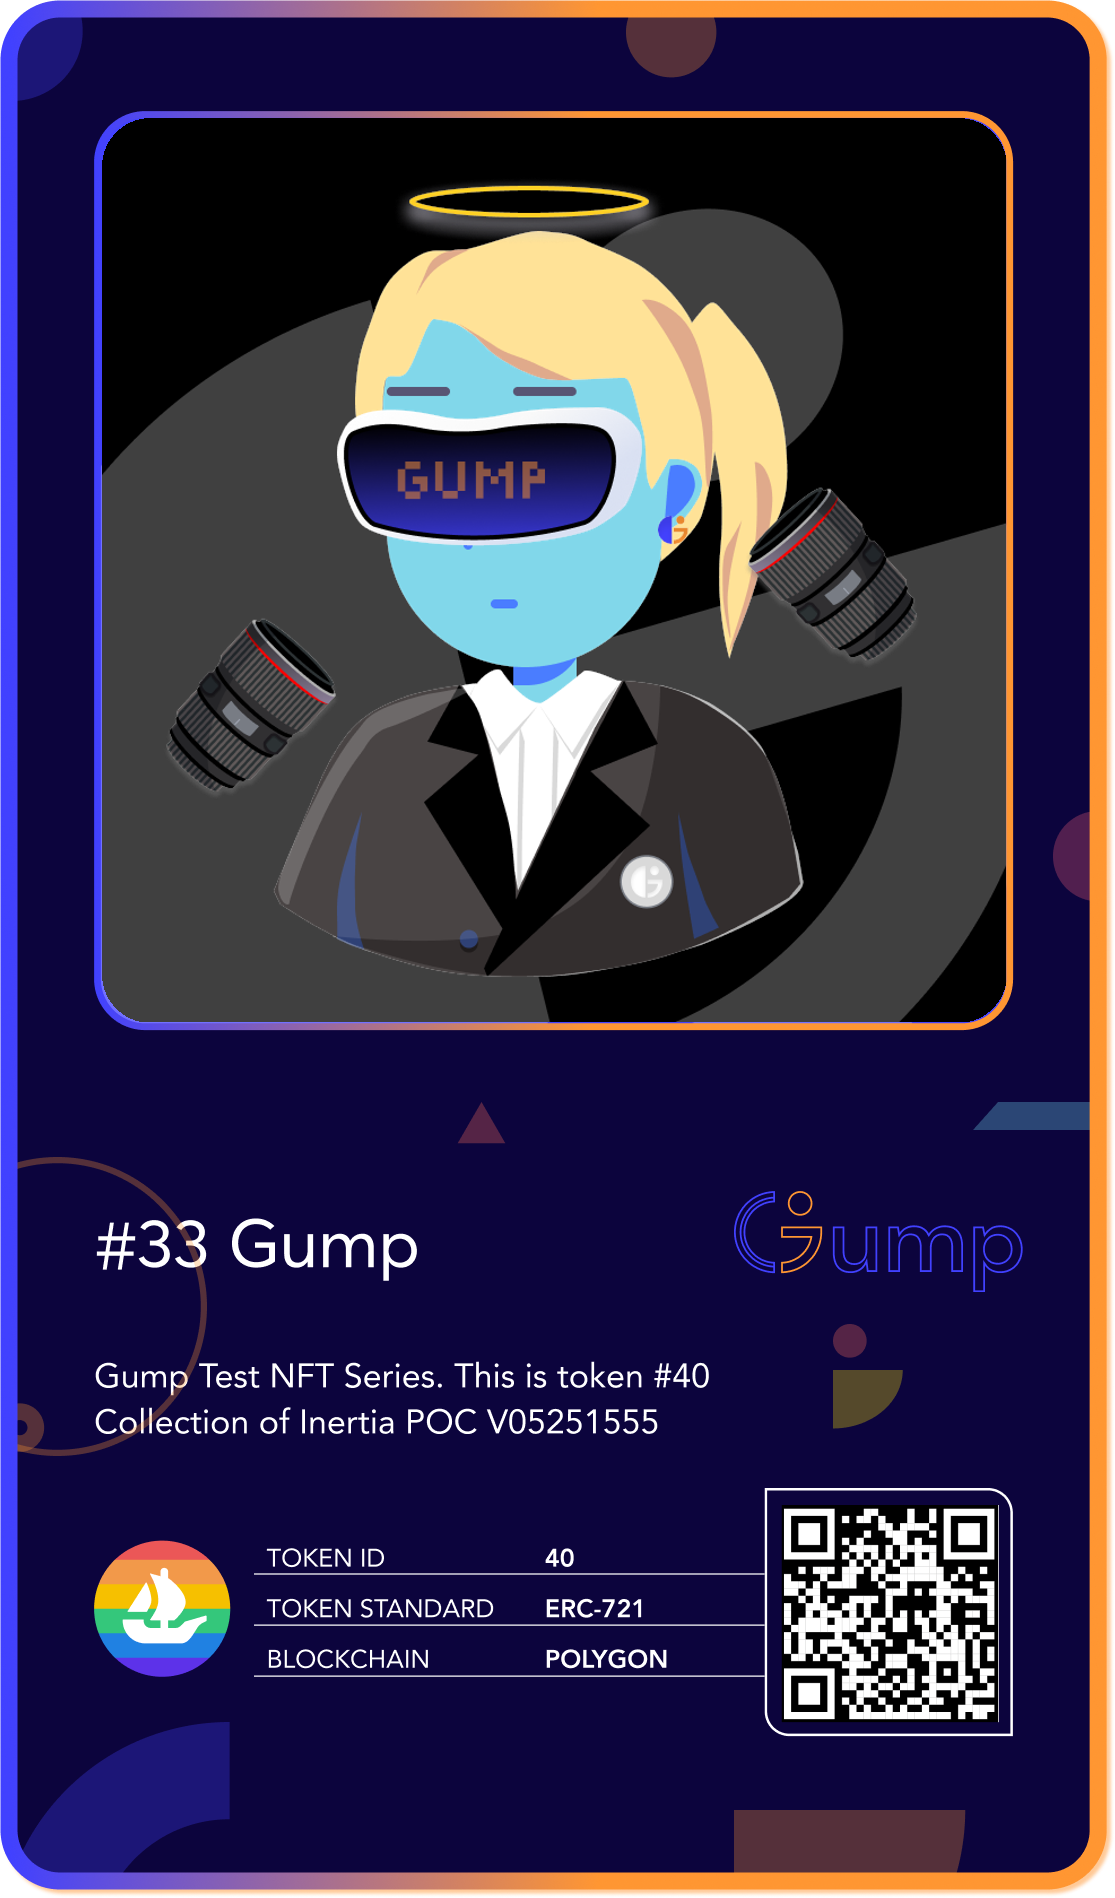 GUMP
#33 Gump
Gump
Gump Test NFT Series. This is token #40
Collection of Inertia POC V05251555
TOKEN ID 40
TOKEN STANDARD ERC-721
BLOCKCHAIN POLYGON